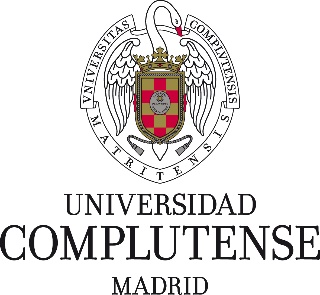 VNIVERSITAS COMPLVTENSIS
MATRITENSIS
UNIVERSIDAD
COMPLUTENSE
MADRID